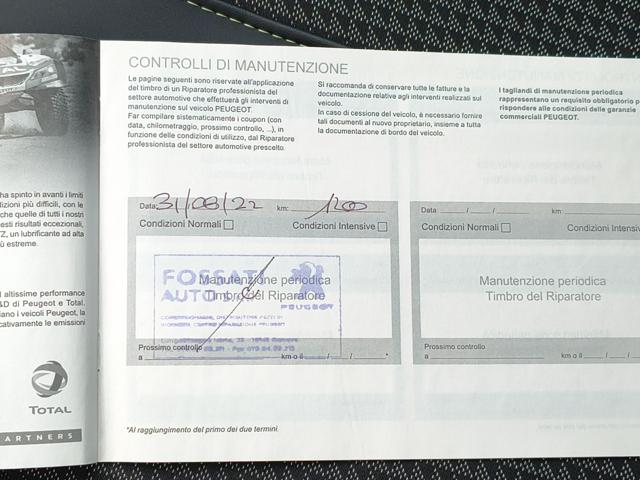 TOTAL
ha spinto in avanti i limiti
lizioni più difficili, con le
che quelle di tutti i nostri
esti risultati eccezionali,
Z, un lubrificante ad alta
ù estreme.
altissime performance
&D di Peugeot e Total.
iano i veicoli Peugeot, la
cativamente le emissioni
TOTAL
ARTNERS
CONTROLLI DI MANUTENZIONE
Le pagine seguenti sono riservate all'applicazione
del timbro di un Riparatore professionista del
settore automotive che effettuerà gli interventi di
manutenzione sul veicolo PEUGEOT.
Far compilare sistematicamente i coupon (con
data, chilometraggio, prossimo controllo, ...), in
funzione delle condizioni di utilizzo, dal Riparatore
professionista del settore automotive prescelto.
Si raccomanda di conservare tutte le fatture e la
documentazione relative agli interventi realizzati sul
veicolo.
In caso di cessione del veicolo, è necessario fornire
tali documenti al nuovo proprietario, insieme a tutta
la documentazione di bordo del veicolo.
I tagliandi di manutenzione periodica
rappresentano un requisito obbligatorio p
rispondere alle condizioni delle garanzie
commerciali PEUGEOT.
Data 31/08/22 km: 1200
Condizioni Normali Condizioni Intensive
FOSSATI
AUTO
PEUGEOT
Manutenzione periodica
Timbro del Riparatore
Prossimo controllo
a km o il / / *
Data / / km:
Condizioni Normali Condizioni Intensiv
Manutenzione periodica
Timbro del Riparatore
Prossimo controllo
a km o il / /
*Al raggiungimento del primo dei due termini.